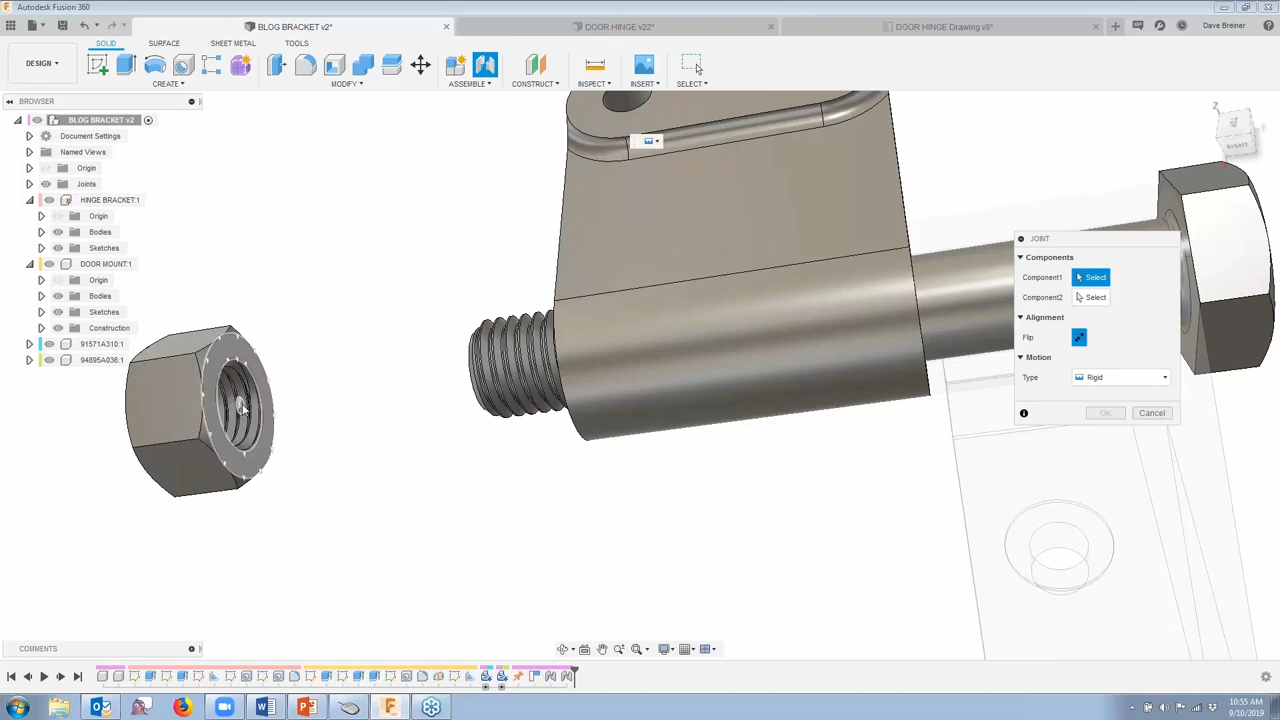 Autodesk Fusion 360
BLOG BRACKET v2*
DOOR HINGE v22*
DOOR HINGE Drawing v9*
Dave Breiner
SOLID
SURFACE
SHEET METAL
TOOLS
DESIGN
CREATE
MODIFY
ASSEMBLE
CONSTRUCT
INSPECT
INSERT
SELECT
BROWSER
BLOG BRACKET v2
Document Settings
Named Views
Origin
Joints
HINGE BRACKET:1
Origin
Bodies
Sketches
DOOR MOUNT:1
Origin
Bodies
Sketches
Construction
91571A310:1
94895A036:1
Z
JOINT
Components
Component1 Select
Component2 Select
Alignment
Flip
Motion
Type Rigid
OK Cancel
COMMENTS
10:55 AM
9/10/2019